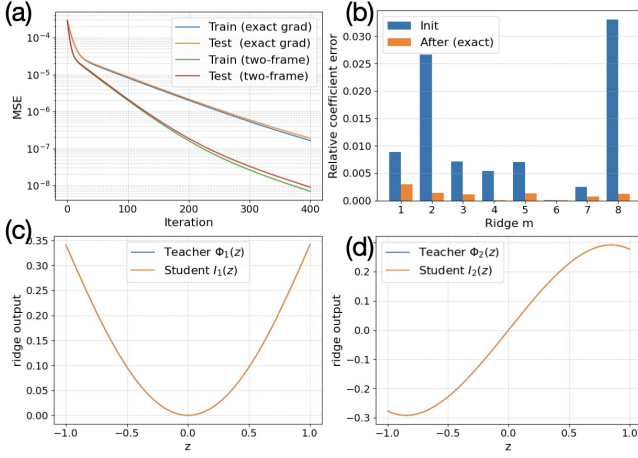 (a)
Train (exact grad)
Test (exact grad)
Train (two-frame)
Test (two-frame)
10⁻⁴
10⁻⁵
10⁻⁶
10⁻⁷
10⁻⁸
MSE
0 100 200 300 400
Iteration
(b)
Init
After (exact)
0.030
0.025
0.020
0.015
0.010
0.005
0.000
Relative coefficient error
1 2 3 4 5 6 7 8
Ridge m
(c)
Teacher Φ₁(z)
Student I₁(z)
0.35
0.30
0.25
0.20
0.15
0.10
0.05
0.00
ridge output
−1.0 −0.5 0.0 0.5 1.0
z
(d)
Teacher Φ₂(z)
Student I₂(z)
0.2
0.1
0.0
−0.1
−0.2
−0.3
ridge output
−1.0 −0.5 0.0 0.5 1.0
z